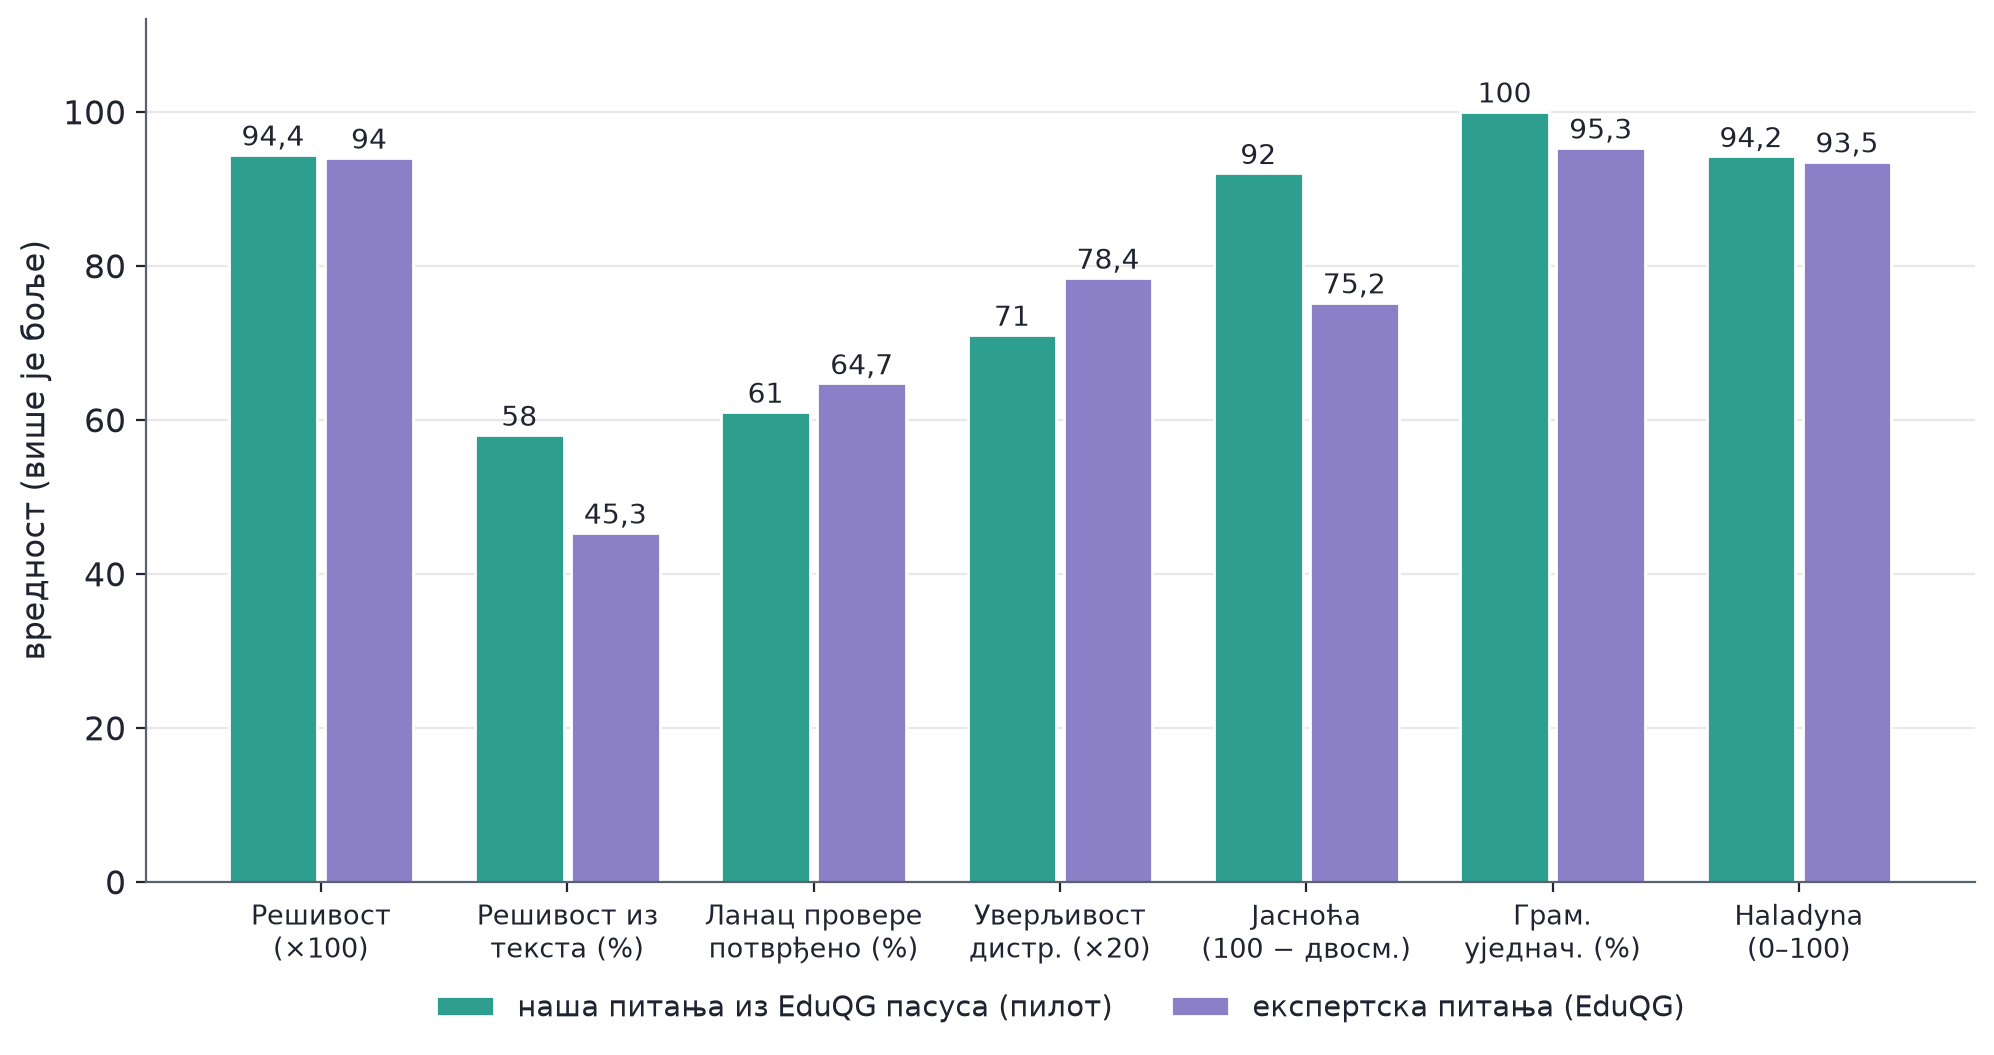 вредност (више је боље)
100
80
60
40
20
0
94,4
94
58
45,3
61
64,7
71
78,4
92
75,2
100
95,3
94,2
93,5
Решивост
(×100)
Решивост из
текста (%)
Ланац провере
потврђено (%)
Уверљивост
дистр. (×20)
Јасноћа
(100 − двосм.)
Грам.
уједнач. (%)
Haladyna
(0–100)
наша питања из EduQG пасуса (пилот)
експертска питања (EduQG)